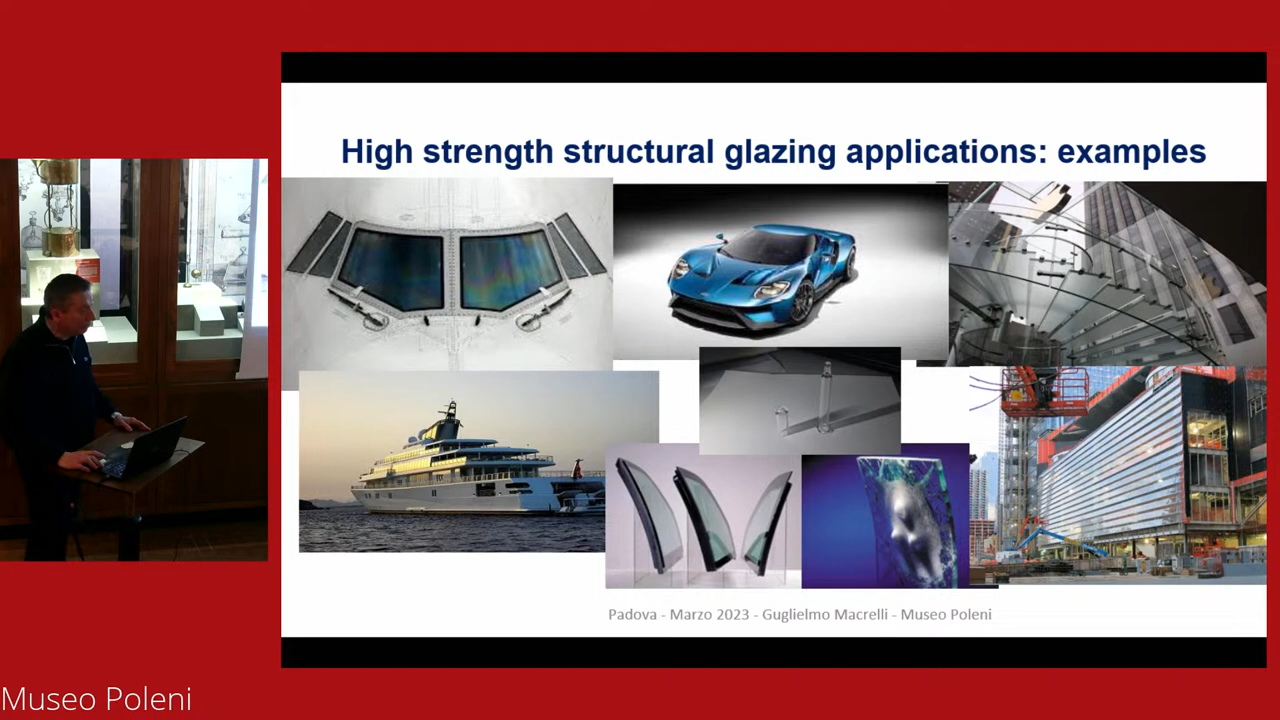 High strength structural glazing applications: examples
Padova - Marzo 2023 - Guglielmo Macrelli - Museo Poleni
Museo Poleni